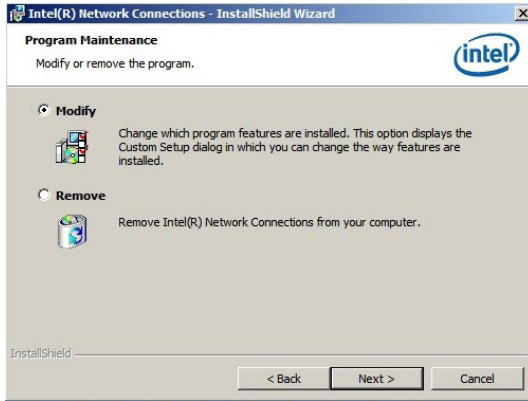 Intel(R) Network Connections - InstallShield Wizard
Program Maintenance
Modify or remove the program.
intel
Modify
Change which program features are installed. This option displays the
Custom Setup dialog in which you can change the way features are
installed.
Remove
Remove Intel(R) Network Connections from your computer.
InstallShield
< Back Next > Cancel